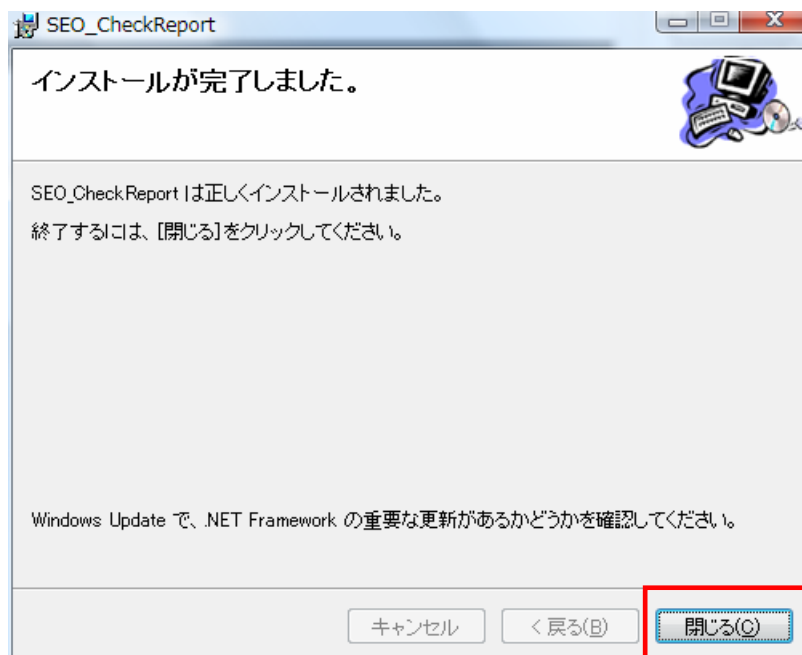 SEO_CheckReport
インストールが完了しました。
SEO_CheckReport は正しくインストールされました。
終了するには、[閉じる]をクリックしてください。
Windows Update で、.NET Framework の重要な更新があるかどうかを確認してください。
キャンセル < 戻る(B) 閉じる(C)